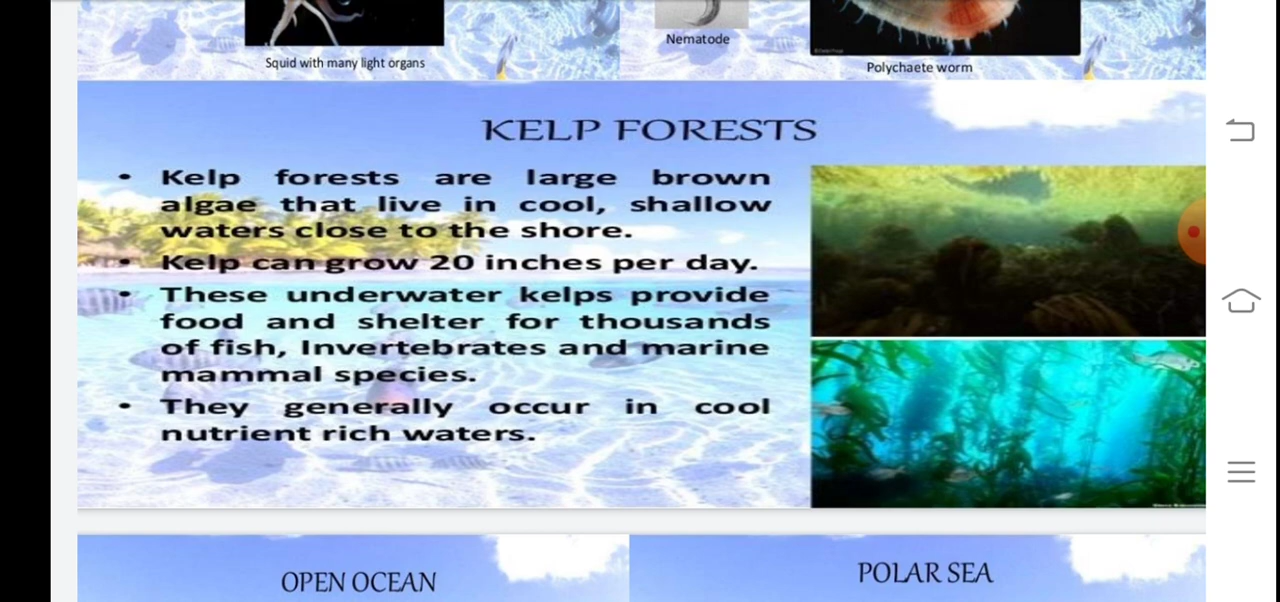 Squid with many light organs
Nematode
Polychaete worm
KELP FORESTS
• Kelp forests are large brown
algae that live in cool, shallow
waters close to the shore.
• Kelp can grow 20 inches per day.
• These underwater kelps provide
food and shelter for thousands
of fish, Invertebrates and marine
mammal species.
• They generally occur in cool
nutrient rich waters.
OPEN OCEAN
POLAR SEA